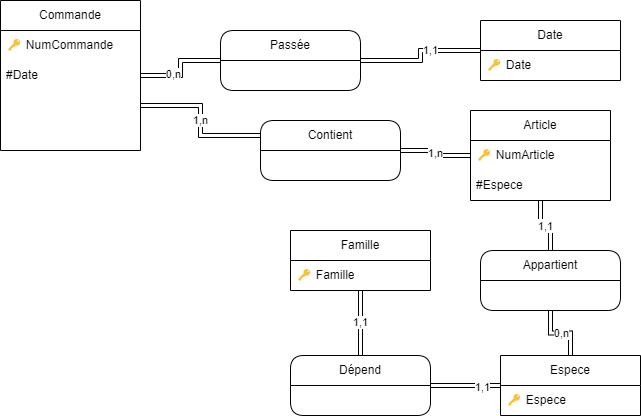 Commande
NumCommande
#Date
Passée
Date
Date
0,n
1,1
1,n
Contient
1,n
Article
NumArticle
#Espece
1,1
Famille
Famille
Appartient
1,1
0,n
Dépend
1,1
Espece
Espece